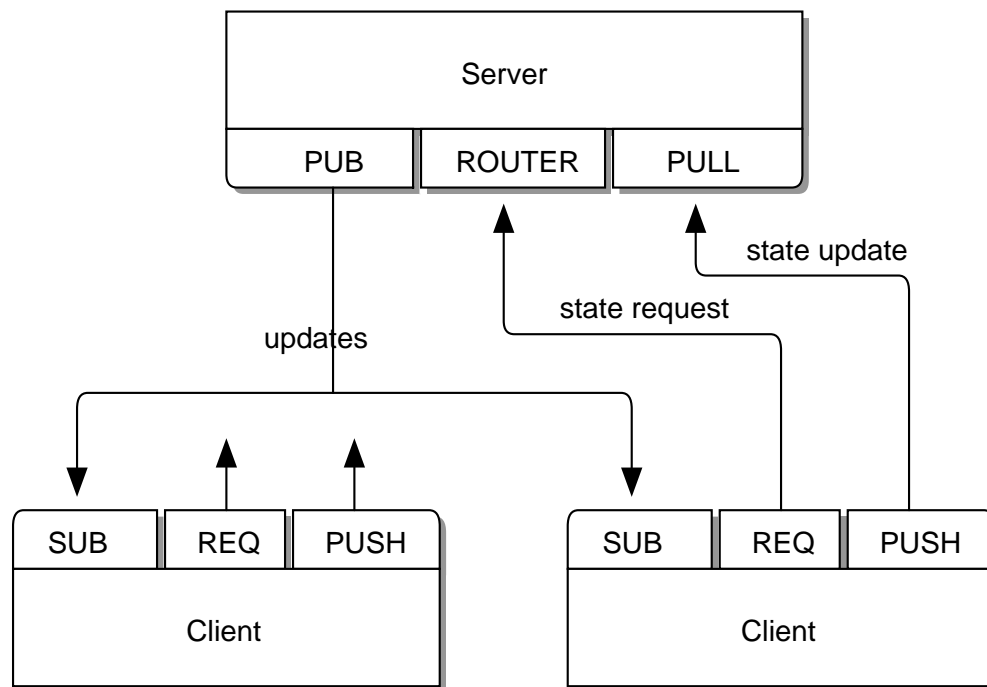 Server
PUB ROUTER PULL
state update
state request
updates
SUB REQ PUSH SUB REQ PUSH
Client Client